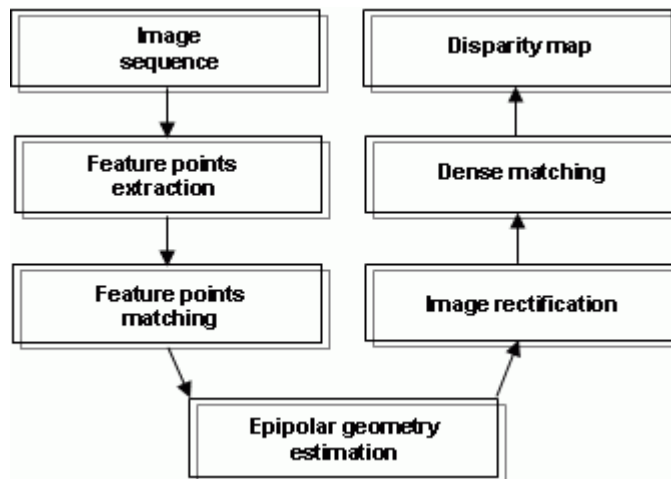 Image
sequence
Feature points
extraction
Feature points
matching
Epipolar geometry
estimation
Image rectification
Dense matching
Disparity map